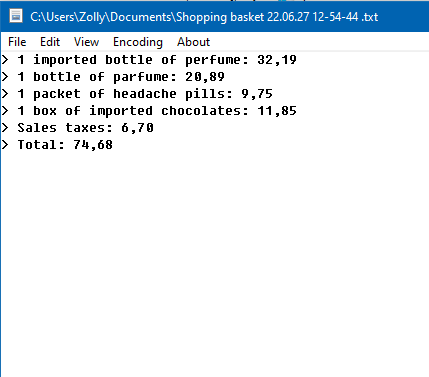 C:\Users\Zolly\Documents\Shopping basket 22.06.27 12-54-44 .txt
File Edit View Encoding About
> 1 imported bottle of perfume: 32,19
> 1 bottle of parfume: 20,89
> 1 packet of headache pills: 9,75
> 1 box of imported chocolates: 11,85
> Sales taxes: 6,70
> Total: 74,68